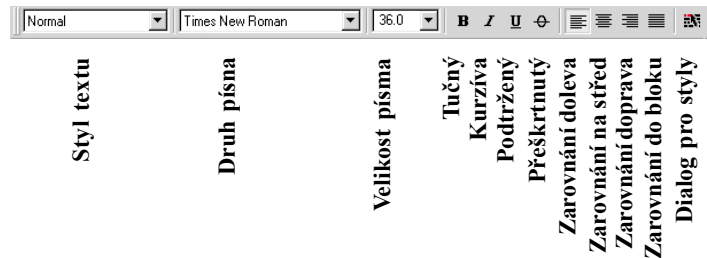 Normal
Times New Roman
36.0
B
I
U
Styl textu
Druh písna
Velikost písma
Tučný
Kurzíva
Podtržený
Přeškrtnutý
Zarovnání doleva
Zarovnání na střed
Zarovnání doprava
Zarovnání do bloku
Dialog pro styly